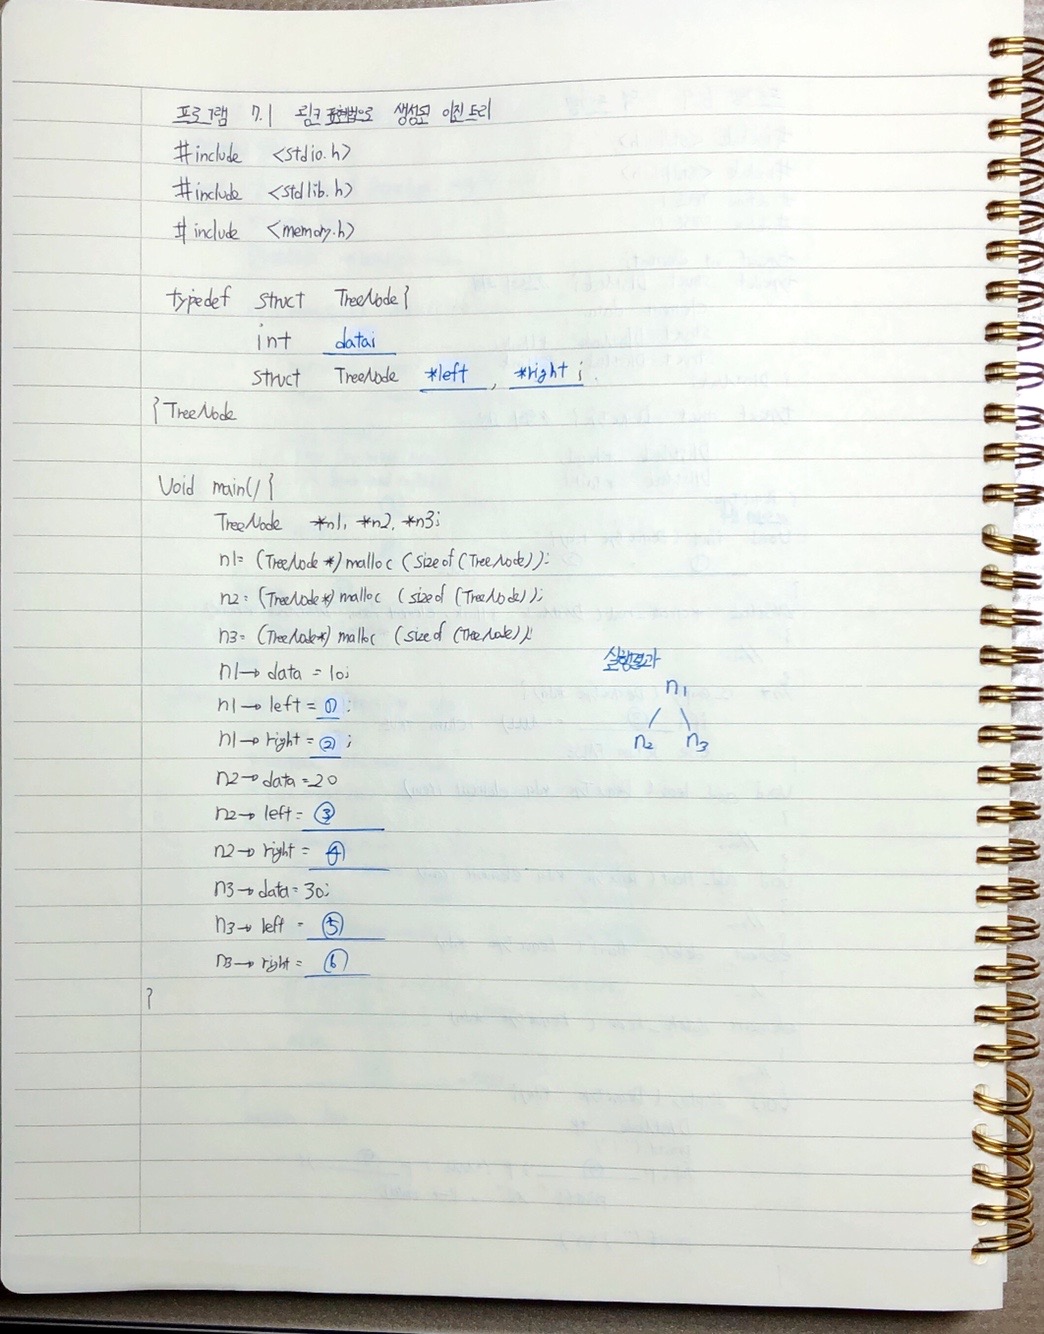 프로그램 7.1 링크 표현법으로 생성된 이진 트리
#include <stdio.h>
#include <stdlib.h>
#include <memory.h>
typedef struct TreeNode{
int data;
struct TreeNode *left, *right;
} TreeNode
Void main() {
TreeNode *n1, *n2, *n3;
n1= (TreeNode *) malloc (sizeof(TreeNode));
n2= (TreeNode*) malloc (sizeof (TreeNode));
n3= (TreeNode*) malloc (sizeof (TreeNode));
n1→ data = 10;
n1→ left = ①;
n1→ right = ②;
n2→ data = 20
n2→ left = ③
n2→ right = ④
n3→ data = 30;
n3→ left = ⑤
n3→ right = ⑥
}
실행결과
n1
n2 n3